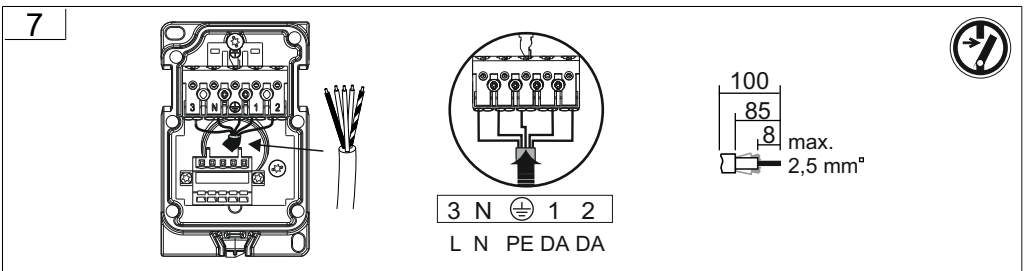 7
3 N ⏚ 1 2
3 N ⏚ 1 2
L N PE DA DA
100
85
8 max.
2,5 mm²